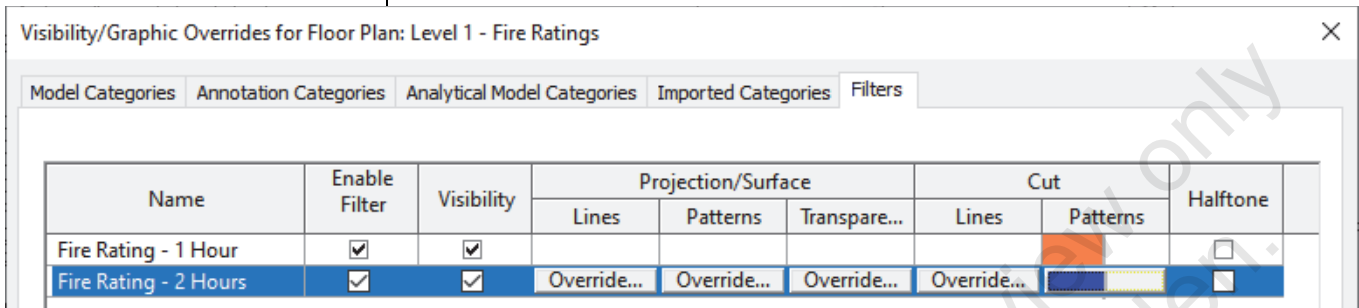 Visibility/Graphic Overrides for Floor Plan: Level 1 - Fire Ratings
Model Categories Annotation Categories Analytical Model Categories Imported Categories Filters
Name Enable Filter Visibility Projection/Surface Cut Halftone
Lines Patterns Transpare... Lines Patterns
Fire Rating - 1 Hour
Fire Rating - 2 Hours Override... Override... Override... Override...
view only